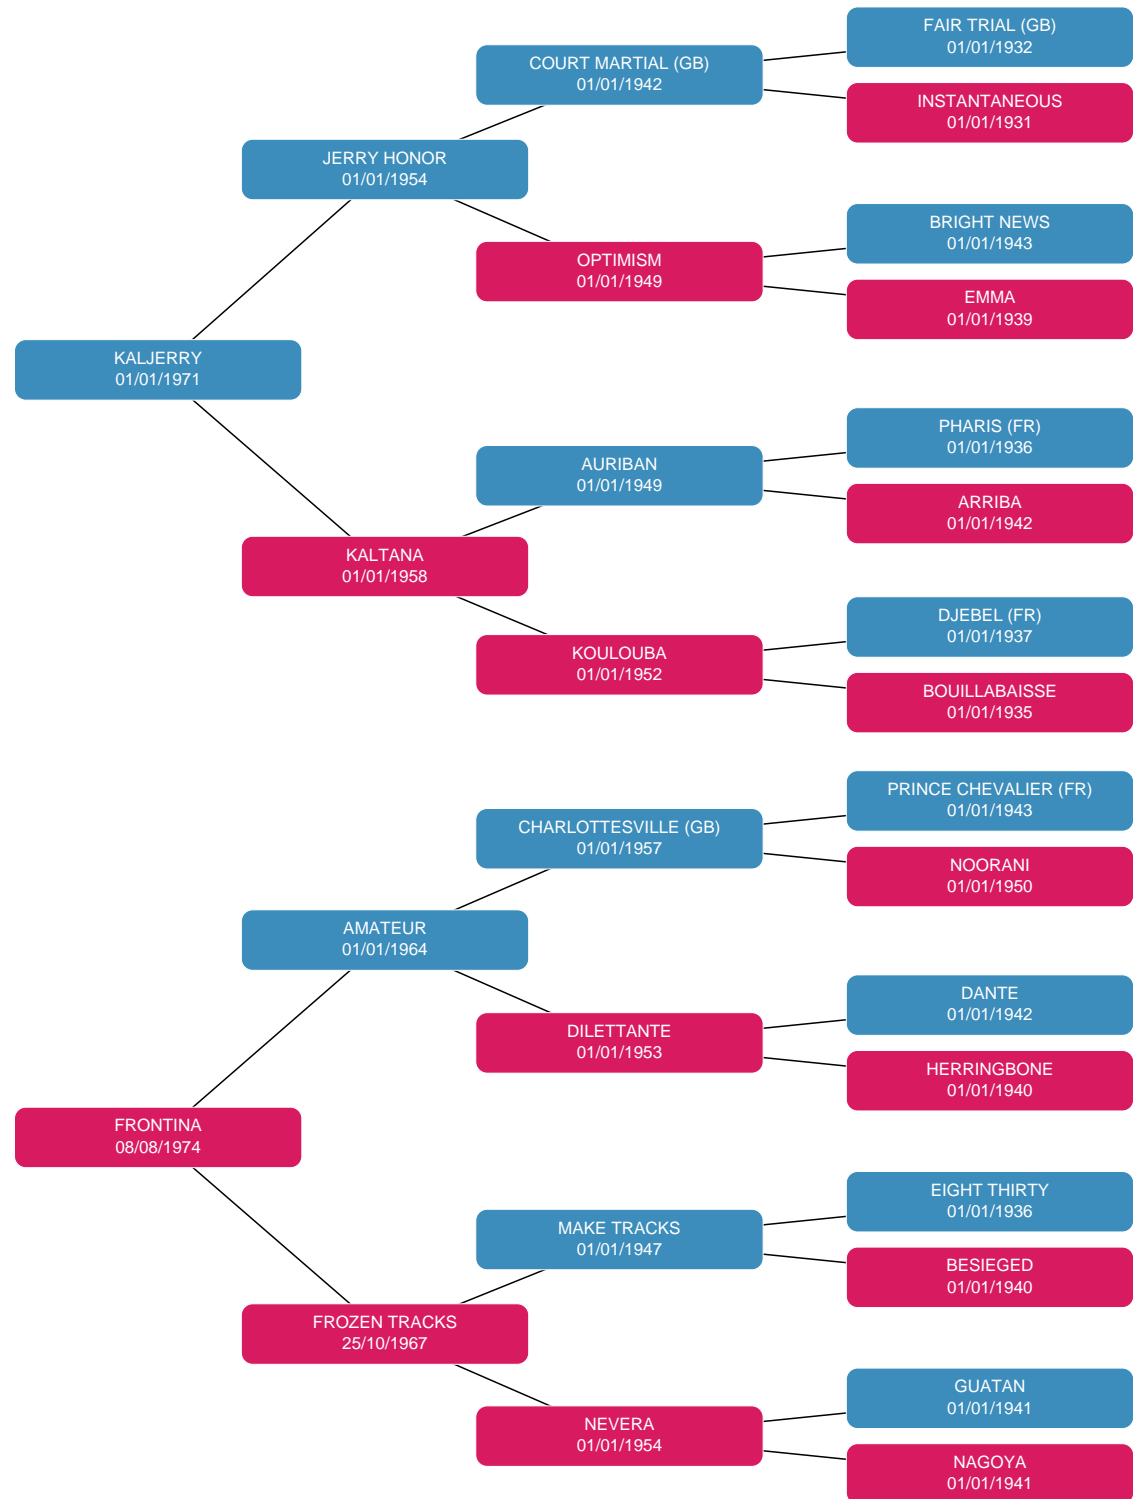 FAIR TRIAL (GB)
01/01/1932
COURT MARTIAL (GB)
01/01/1942
INSTANTANEOUS
01/01/1931
JERRY HONOR
01/01/1954
BRIGHT NEWS
01/01/1943
OPTIMISM
01/01/1949
EMMA
01/01/1939
KALJERRY
01/01/1971
PHARIS (FR)
01/01/1936
AURIBAN
01/01/1949
ARRIBA
01/01/1942
KALTANA
01/01/1958
DJEBEL (FR)
01/01/1937
KOULOUBA
01/01/1952
BOUILLABAISSE
01/01/1935
PRINCE CHEVALIER (FR)
01/01/1943
CHARLOTTESVILLE (GB)
01/01/1957
NOORANI
01/01/1950
AMATEUR
01/01/1964
DANTE
01/01/1942
DILETTANTE
01/01/1953
HERRINGBONE
01/01/1940
FRONTINA
08/08/1974
EIGHT THIRTY
01/01/1936
MAKE TRACKS
01/01/1947
BESIEGED
01/01/1940
FROZEN TRACKS
25/10/1967
GUATAN
01/01/1941
NEVERA
01/01/1954
NAGOYA
01/01/1941